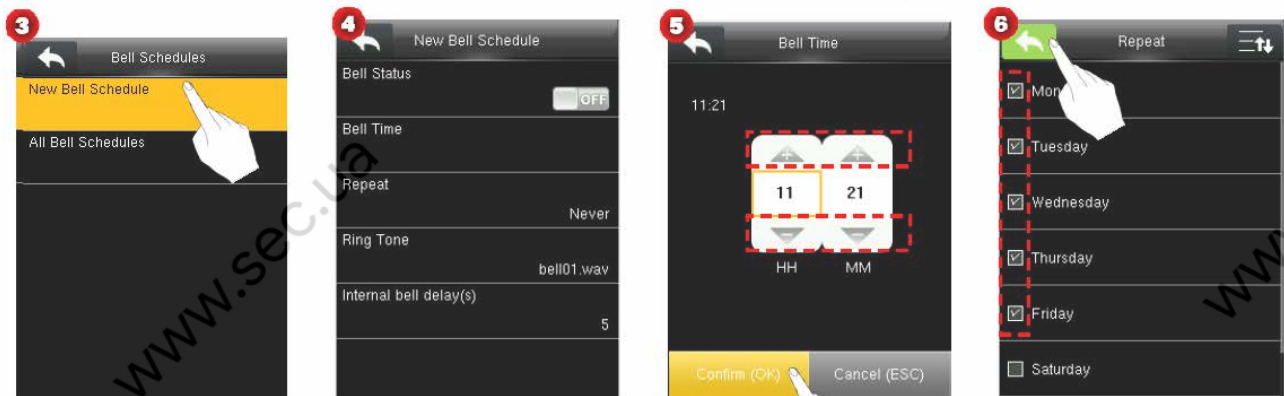 3
Bell Schedules
New Bell Schedule
All Bell Schedules
www.sec.ua
4
New Bell Schedule
Bell Status
OFF
Bell Time
Repeat
Never
Ring Tone
bell01.wav
Internal bell delay(s)
5
5
Bell Time
11:21
11 21
HH MM
Confirm (OK) Cancel (ESC)
6
Repeat
Mon
Tuesday
Wednesday
Thursday
Friday
Saturday